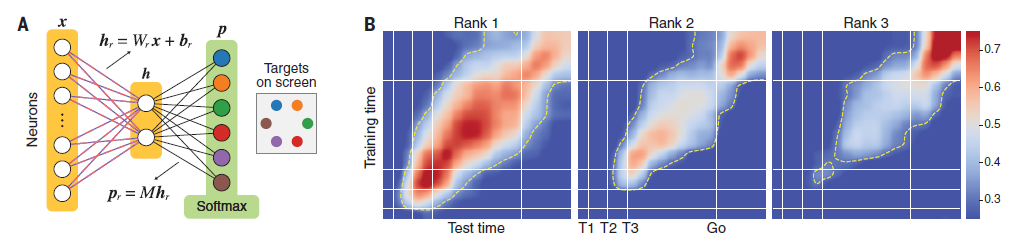 A
x
h_r = W_r x + b_r
p
h
Neurons
p_r = Mh_r
Softmax
Targets
on screen
B
Rank 1
Rank 2
Rank 3
Training time
Test time
T1 T2 T3
Go
0.7
0.6
0.5
0.4
0.3